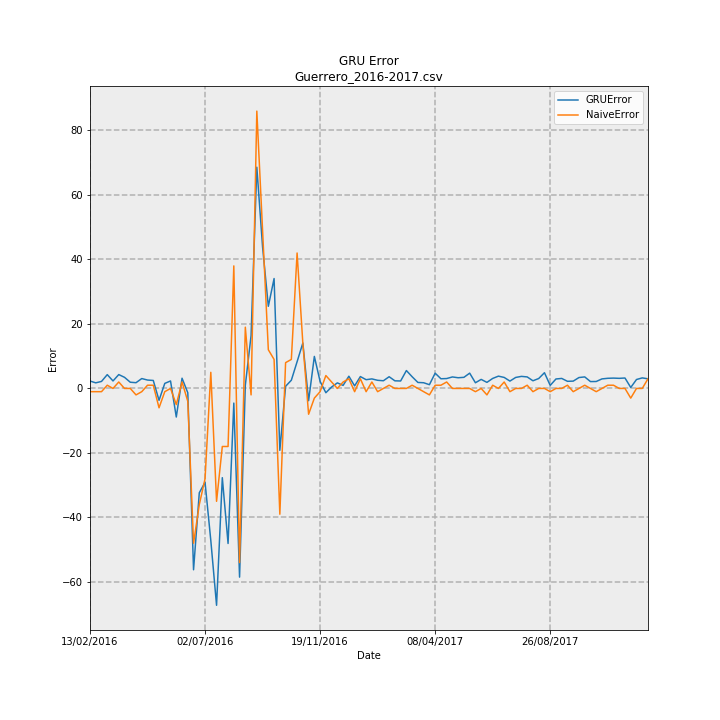 GRU Error
Guerrero_2016-2017.csv
GRUError
NaiveError
80
60
40
20
0
−20
−40
−60
Error
13/02/2016
02/07/2016
19/11/2016
08/04/2017
26/08/2017
Date